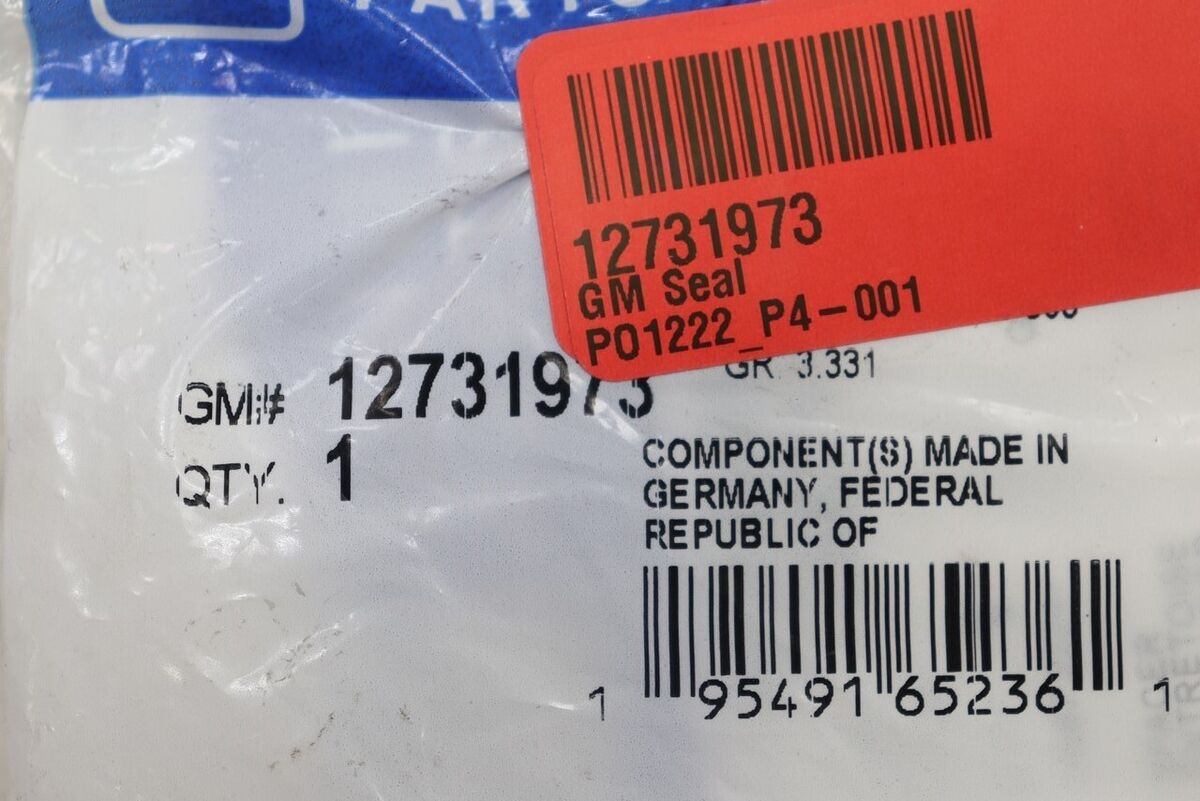 PARTS
12731973
GM Seal
PO1222_P4-001
GR. 3.331
GM:# 12731973
QTY. 1
COMPONENT(S) MADE IN
GERMANY, FEDERAL
REPUBLIC OF
1 95491 65236 1